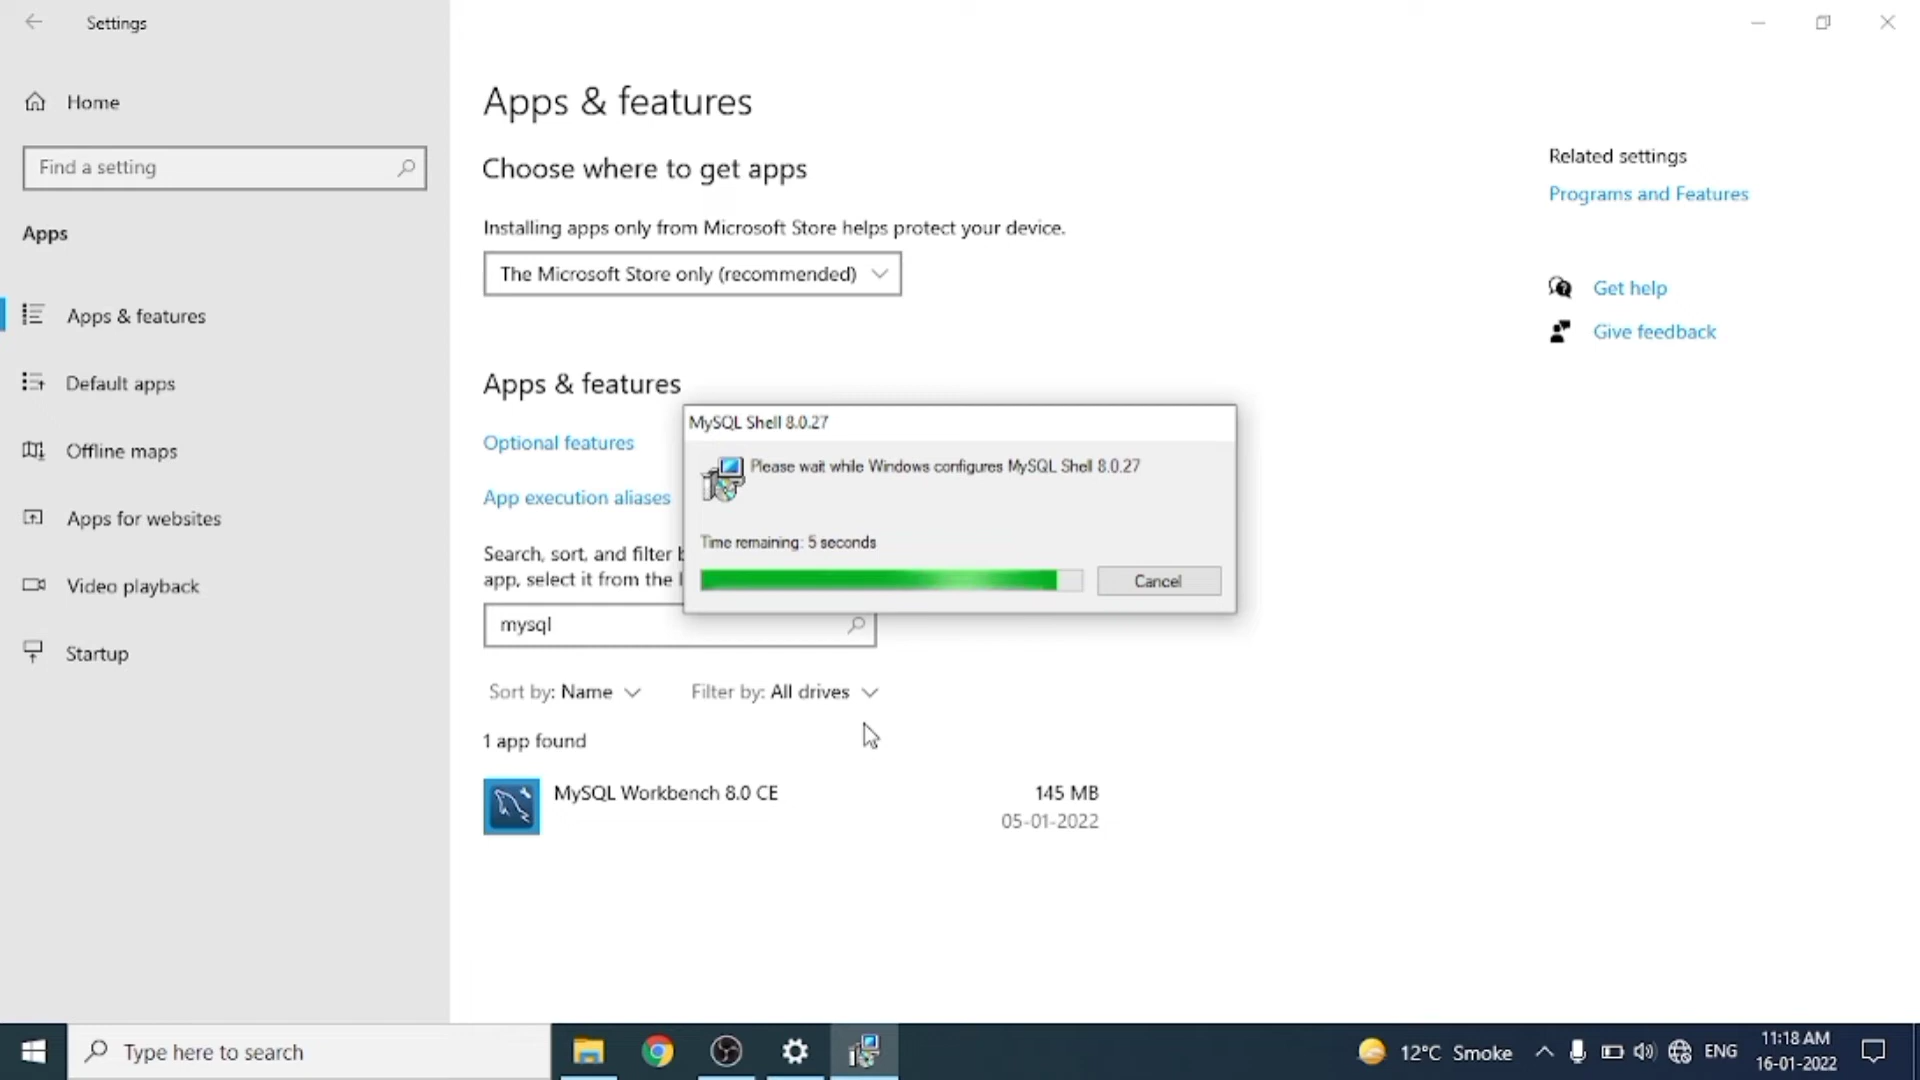 Settings
Home
Find a setting
Apps
Apps & features
Default apps
Offline maps
Apps for websites
Video playback
Startup
Apps & features
Choose where to get apps
Installing apps only from Microsoft Store helps protect your device.
The Microsoft Store only (recommended)
Apps & features
Optional features
App execution aliases
Search, sort, and filter
app, select it from the
mysql
Sort by: Name
Filter by: All drives
1 app found
MySQL Workbench 8.0 CE
145 MB
05-01-2022
MySQL Shell 8.0.27
Please wait while Windows configures MySQL Shell 8.0.27
Time remaining: 5 seconds
Cancel
Related settings
Programs and Features
Get help
Give feedback
Type here to search
12°C Smoke
ENG
11:18 AM
16-01-2022